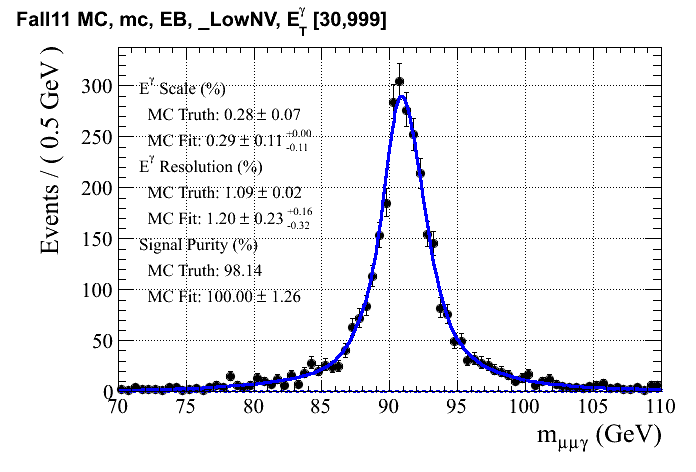 Fall11 MC, mc, EB, _LowNV, E_T^γ [30,999]
Events / ( 0.5 GeV )
300
250
200
150
100
50
0
E^γ Scale (%)
MC Truth: 0.28 ± 0.07
MC Fit: 0.29 ± 0.11 +0.00 -0.11
E^γ Resolution (%)
MC Truth: 1.09 ± 0.02
MC Fit: 1.20 ± 0.23 +0.16 -0.32
Signal Purity (%)
MC Truth: 98.14
MC Fit: 100.00 ± 1.26
70 75 80 85 90 95 100 105 110
m_μμγ (GeV)